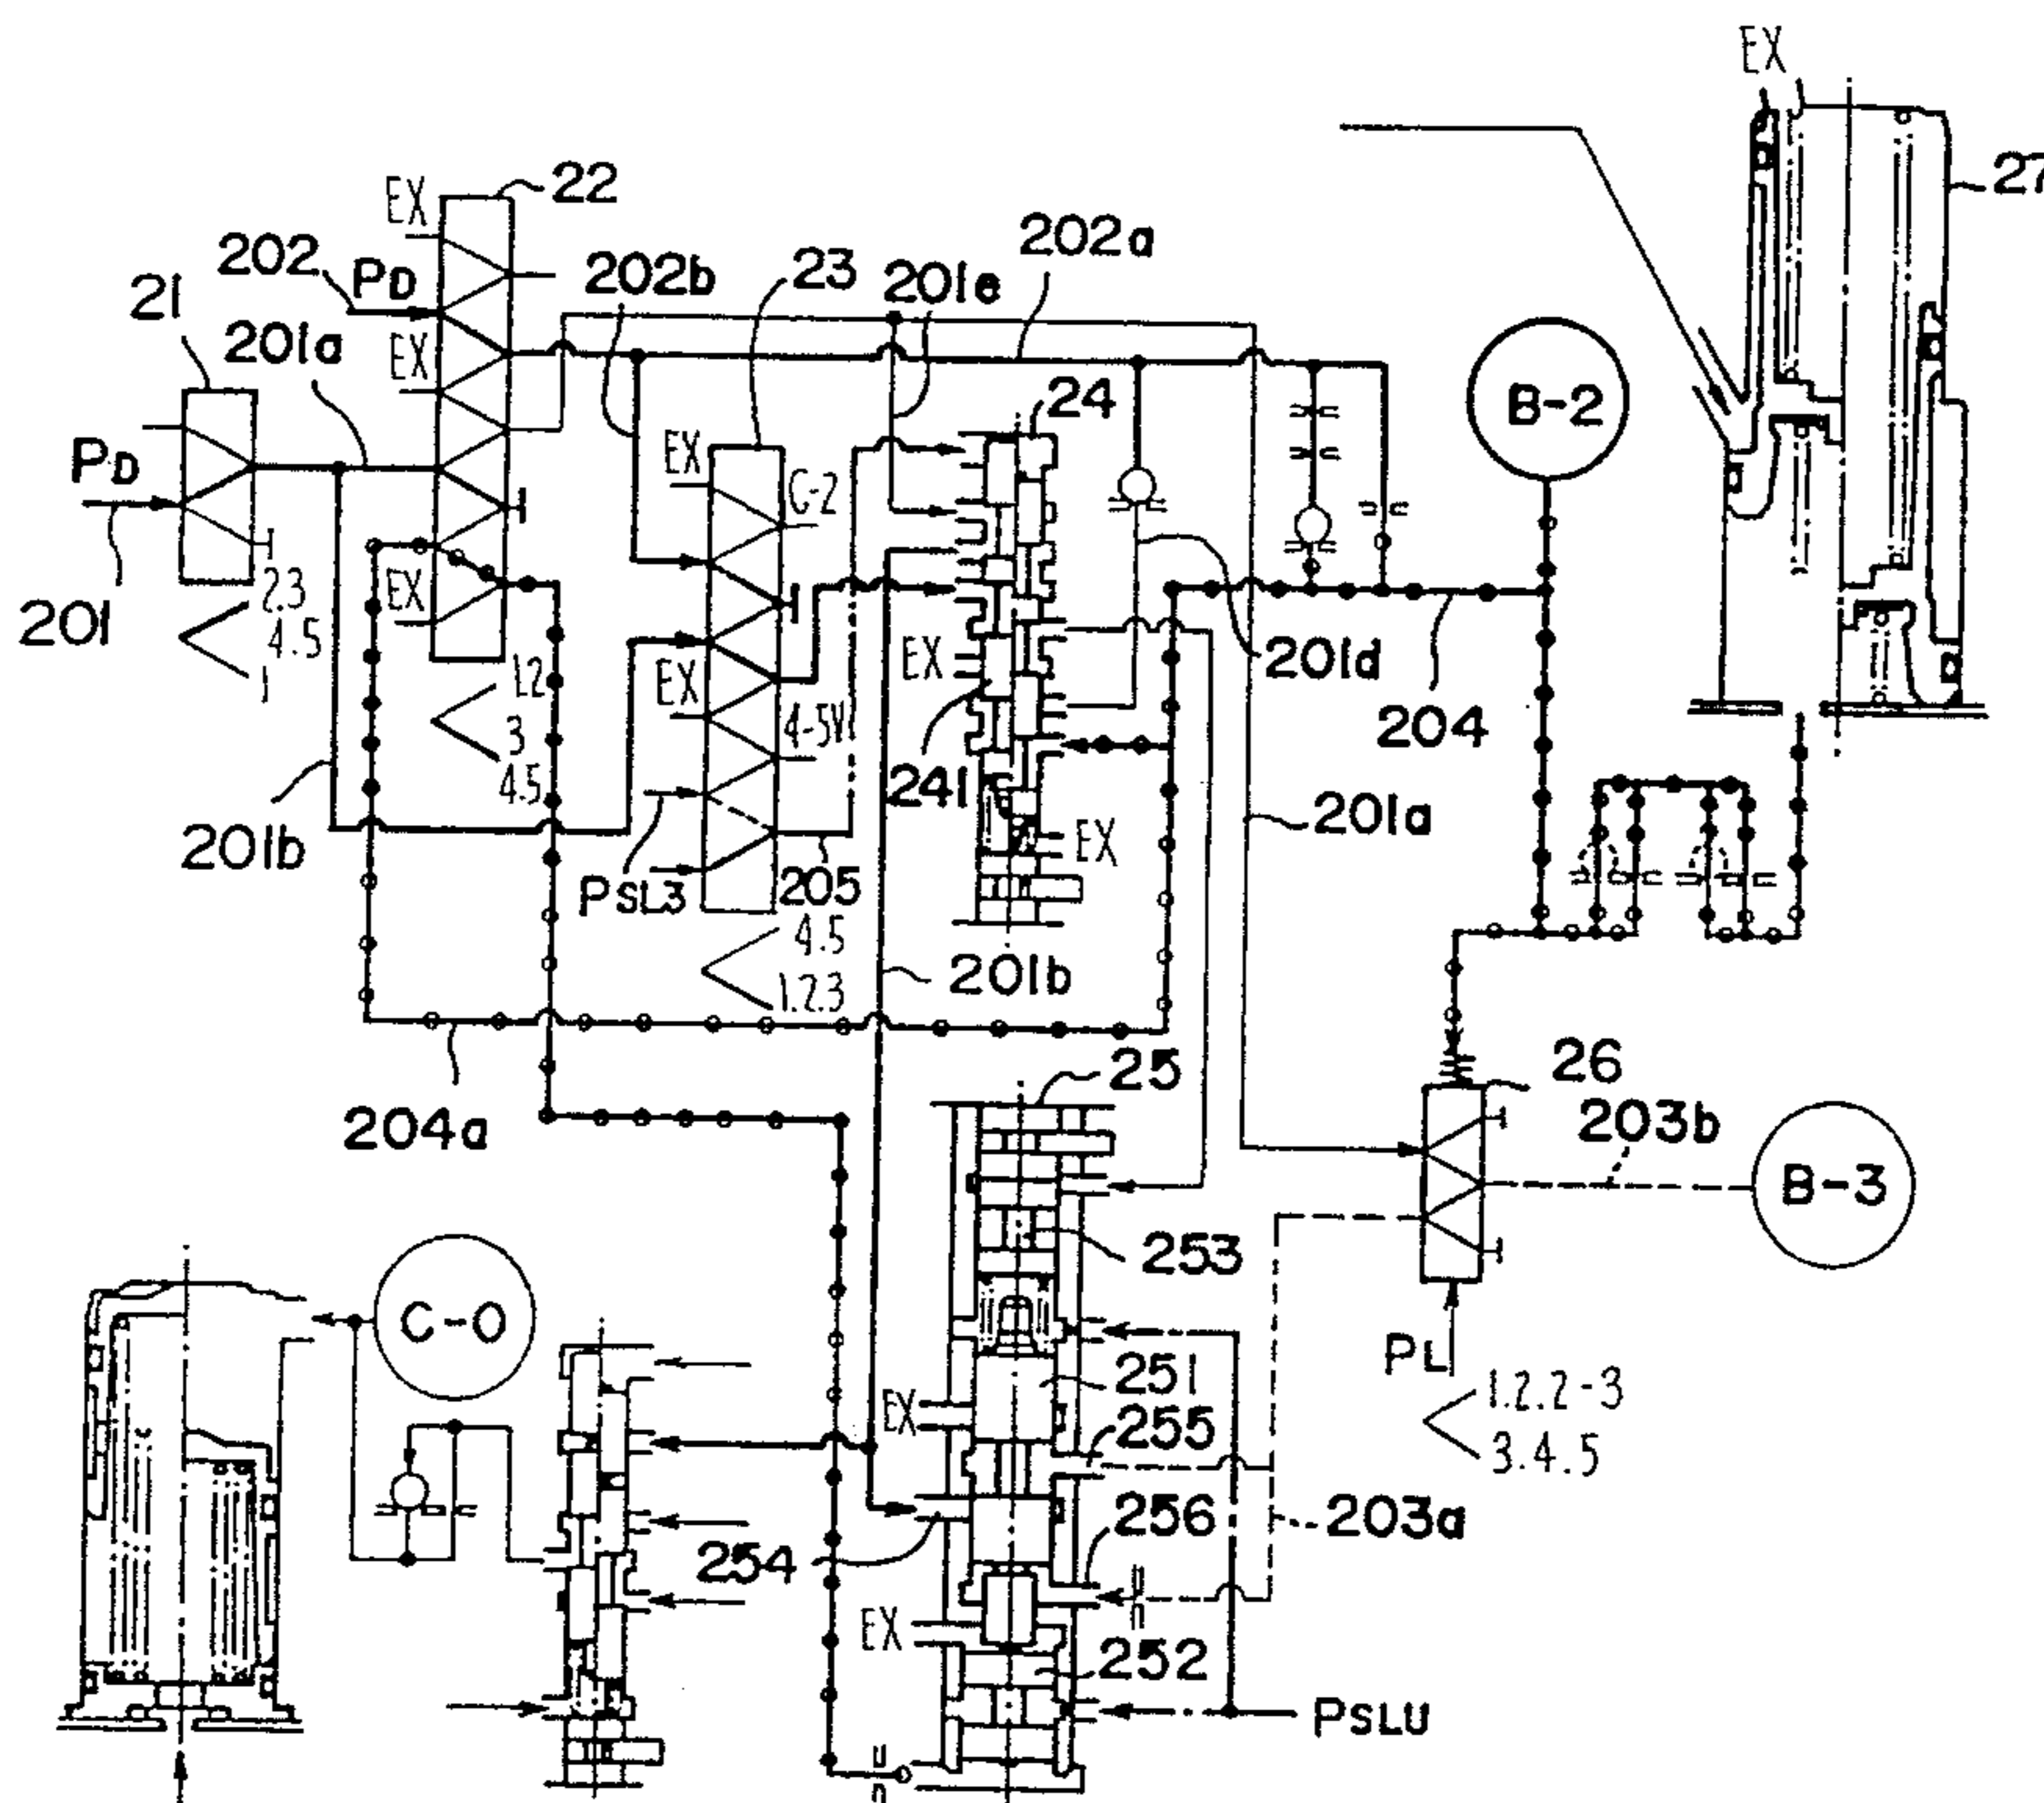 EX
27
22
EX
202
PD
202b
23
201e
202a
21
201a
EX
B-2
24
EX
C-2
PD
201
2.3
4.5
1
EX
1.2
3
4.5
EX
EX
4-5V
201d
204
241
201a
201b
PSL3
205
EX
4.5
1.2.3
201b
204a
25
26
203b
B-3
253
C-0
PL
1.2.2-3
3.4.5
251
EX
255
256
203a
254
EX
252
PSLU